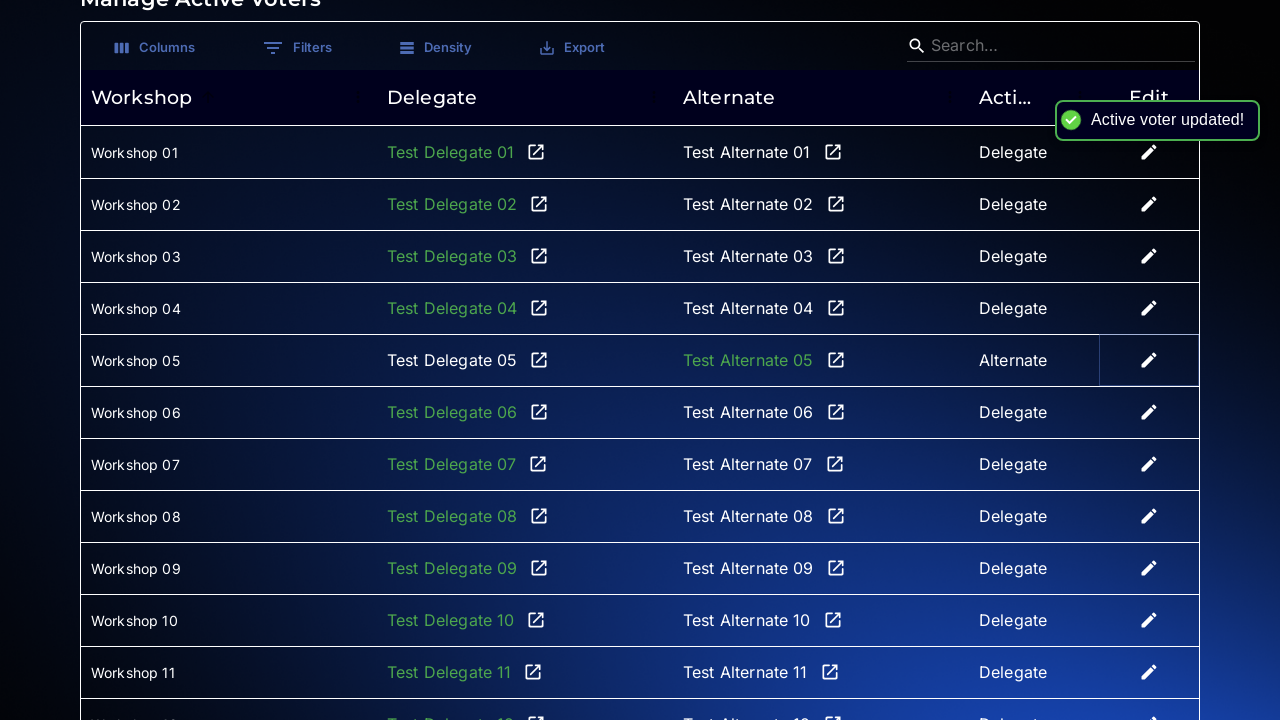 Manage Active Voters
Columns Filters Density Export Search...
Workshop Delegate Alternate Acti... Edit
Active voter updated!
Workshop 01 Test Delegate 01 Test Alternate 01 Delegate
Workshop 02 Test Delegate 02 Test Alternate 02 Delegate
Workshop 03 Test Delegate 03 Test Alternate 03 Delegate
Workshop 04 Test Delegate 04 Test Alternate 04 Delegate
Workshop 05 Test Delegate 05 Test Alternate 05 Alternate
Workshop 06 Test Delegate 06 Test Alternate 06 Delegate
Workshop 07 Test Delegate 07 Test Alternate 07 Delegate
Workshop 08 Test Delegate 08 Test Alternate 08 Delegate
Workshop 09 Test Delegate 09 Test Alternate 09 Delegate
Workshop 10 Test Delegate 10 Test Alternate 10 Delegate
Workshop 11 Test Delegate 11 Test Alternate 11 Delegate